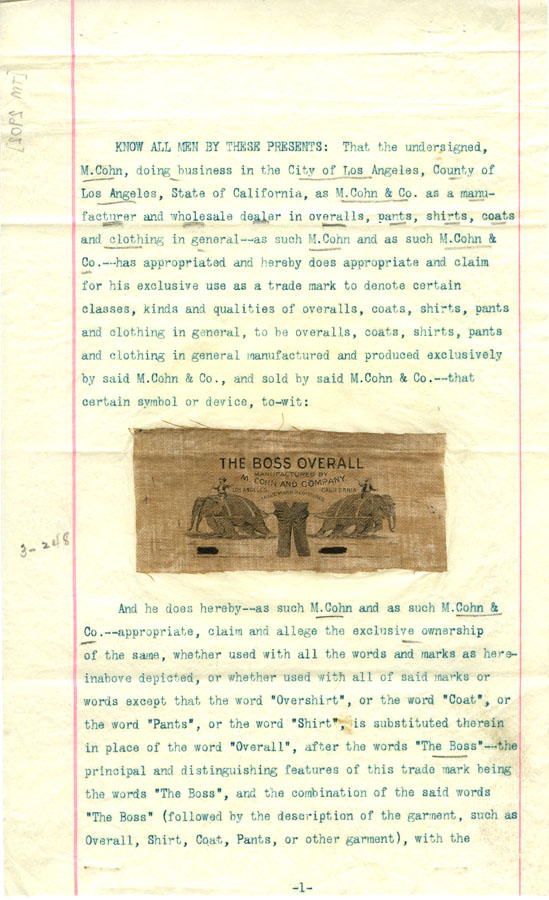 KNOW ALL MEN BY THESE PRESENTS: That the undersigned,
M.Cohn, doing business in the City of Los Angeles, County of
Los Angeles, State of California, as M.Cohn & Co. as a manu-
facturer and wholesale dealer in overalls, pants, shirts, coats
and clothing in general--as such M.Cohn and as such M.Cohn &
Co.--has appropriated and hereby does appropriate and claim
for his exclusive use as a trade mark to denote certain
classes, kinds and qualities of overalls, coats, shirts, pants
and clothing in general, to be overalls, coats, shirts, pants
and clothing in general manufactured and produced exclusively
by said M.Cohn & Co., and sold by said M.Cohn & Co.--that
certain symbol or device, to-wit:
THE BOSS OVERALL
MANUFACTURED BY
M. COHN AND COMPANY
LOS ANGELES CALIFORNIA
TRADE MARK REGISTERED
3-248
And he does hereby--as such M.Cohn and as such M.Cohn &
Co.--appropriate, claim and allege the exclusive ownership
of the same, whether used with all the words and marks as here-
inabove depicted, or whether used with all of said marks or
words except that the word "Overshirt", or the word "Coat", or
the word "Pants", or the word "Shirt", is substituted therein
in place of the word "Overall", after the words "The Boss"--the
principal and distinguishing features of this trade mark being
the words "The Boss", and the combination of the said words
"The Boss" (followed by the description of the garment, such as
Overall, Shirt, Coat, Pants, or other garment), with the
-1-